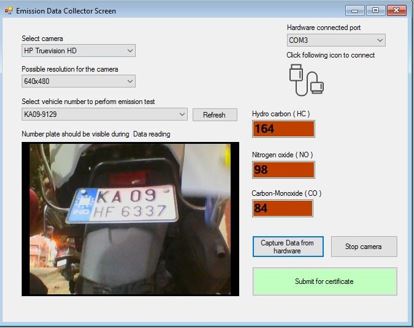 Emission Data Collector Screen
Select camera
HP Truevision HD
Possible resolution for the camera
640x480
Select vehicle number to perform emission test
KA09-9129
Refresh
Number plate should be visible during Data reading
KA 09
IND
HF 6337
Hardware connected port
COM3
Click following icon to connect
Hydro carbon ( HC )
164
Nitrogen oxide ( NO )
98
Carbon-Monoxide ( CO )
84
Capture Data from
hardware
Stop camera
Submit for certificate